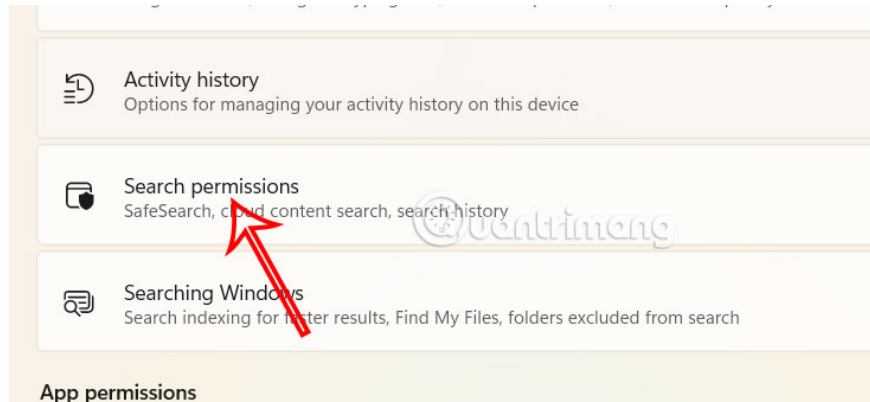 Activity history
Options for managing your activity history on this device
Search permissions
SafeSearch, cloud content search, search history
Quantrimang
Searching Windows
Search indexing for faster results, Find My Files, folders excluded from search
App permissions